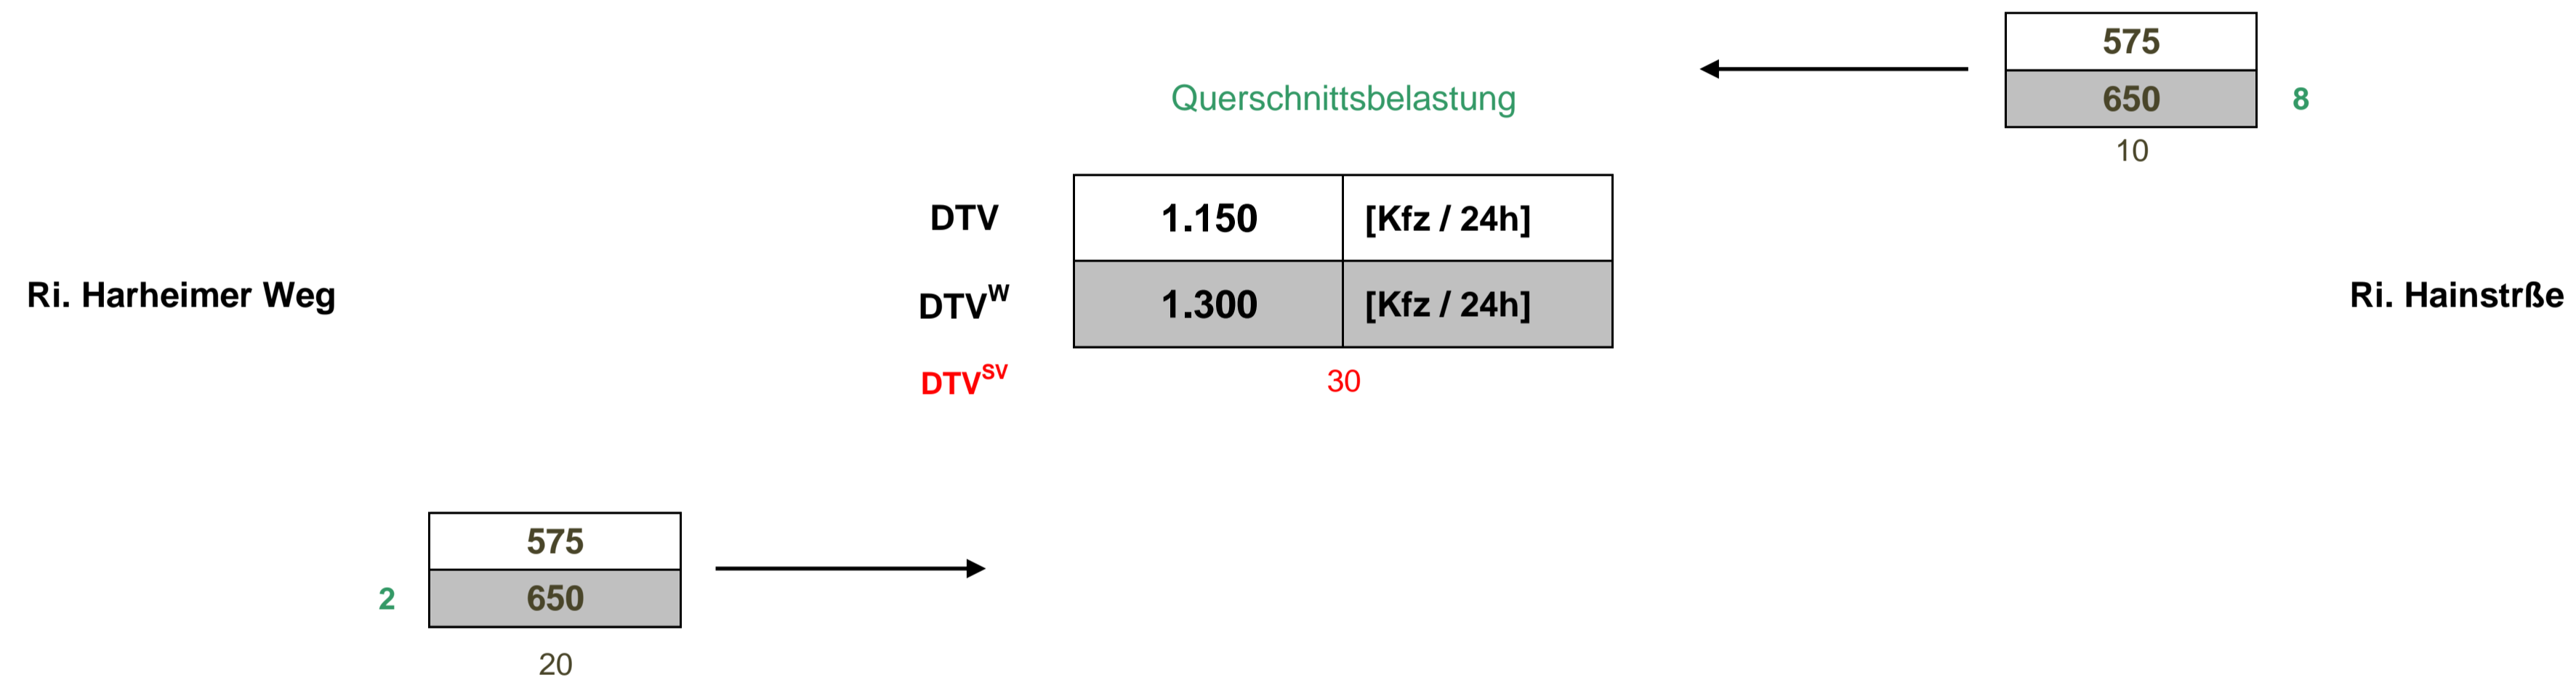 575
Querschnittsbelastung
650 8
10
DTV 1.150 [Kfz / 24h]
Ri. Harheimer Weg
DTVW 1.300 [Kfz / 24h]
Ri. Hainstrße
DTVSV 30
575
2 650
20